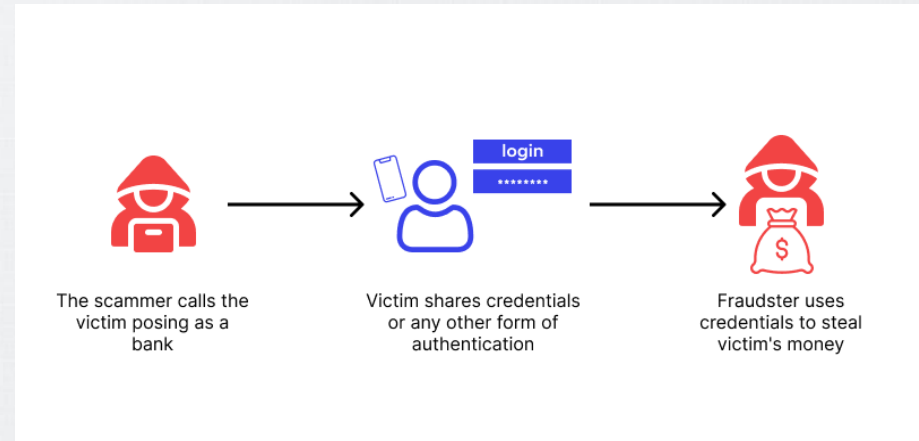 login
********
The scammer calls the
victim posing as a
bank
Victim shares credentials
or any other form of
authentication
$
Fraudster uses
credentials to steal
victim's money